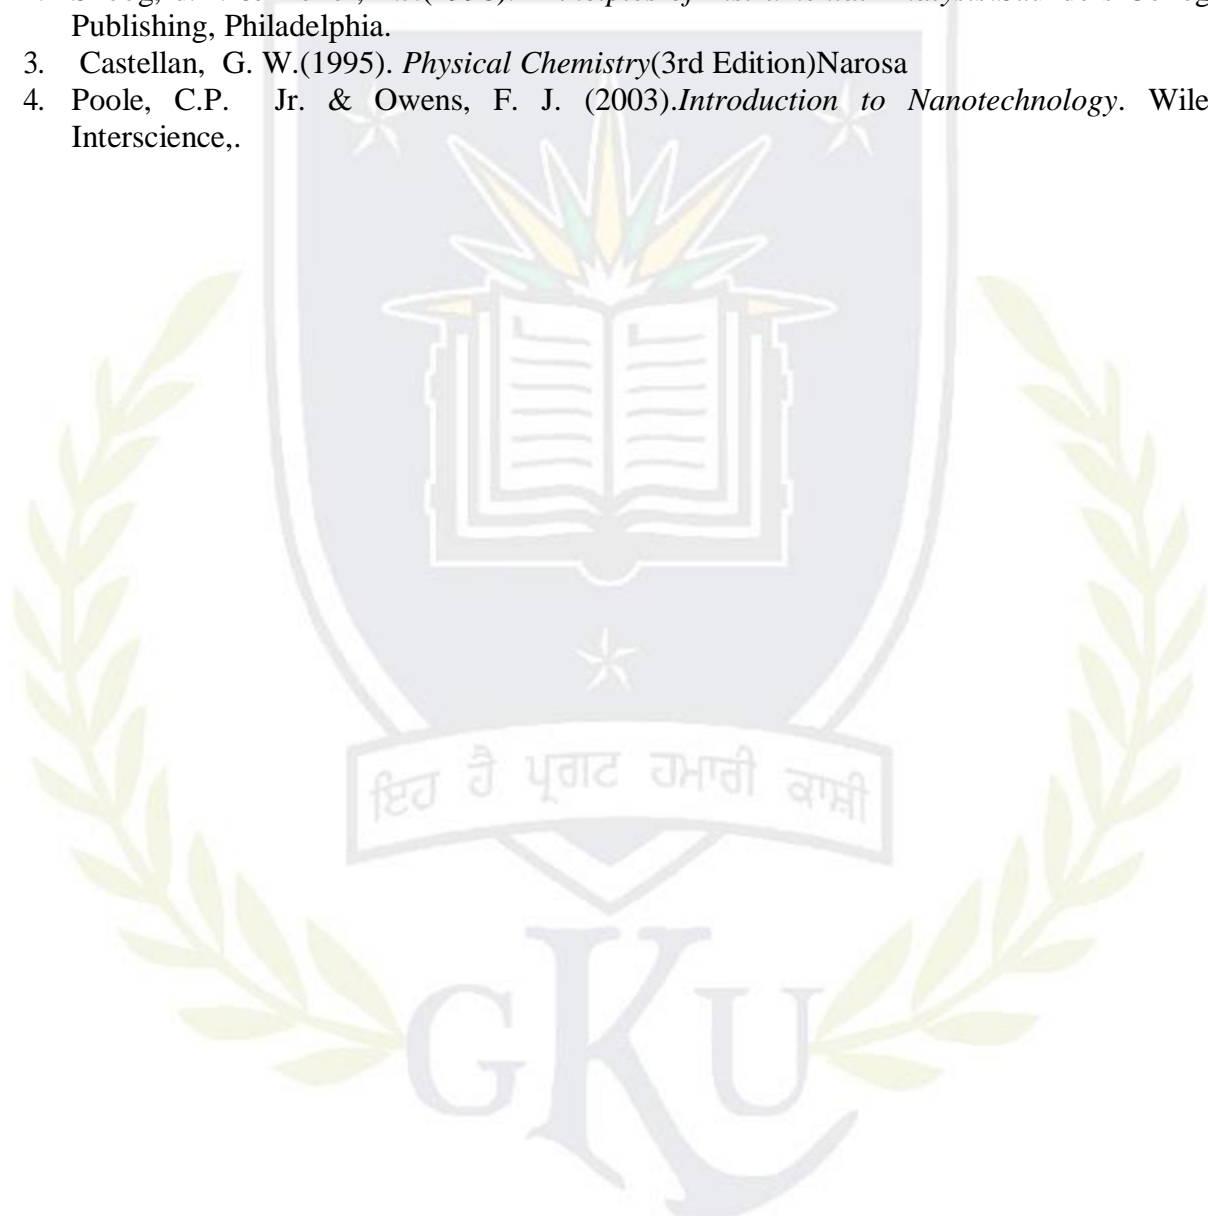 Publishing, Philadelphia.
3. Castellan, G. W.(1995). Physical Chemistry(3rd Edition)Narosa
4. Poole, C.P. Jr. & Owens, F. J. (2003).Introduction to Nanotechnology. Wile
Interscience,.
ਇਹ ਹੈ ਪ੍ਰਗਟ ਹਮਾਰੀ ਕਾਸ਼ੀ
GKU